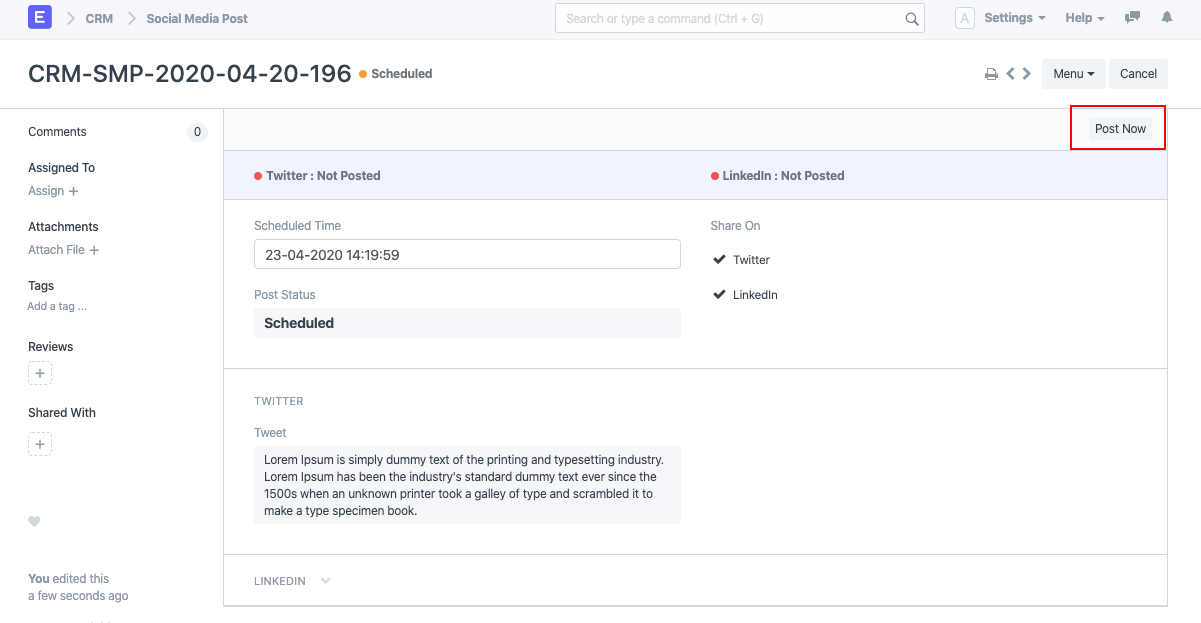 E
CRM
Social Media Post
Search or type a command (Ctrl + G)
A
Settings
Help
CRM-SMP-2020-04-20-196
Scheduled
Menu
Cancel
Comments
0
Assigned To
Assign +
Attachments
Attach File +
Tags
Add a tag ...
Reviews
+
Shared With
+
You edited this
a few seconds ago
Post Now
Twitter : Not Posted
LinkedIn : Not Posted
Scheduled Time
23-04-2020 14:19:59
Post Status
Scheduled
Share On
Twitter
LinkedIn
TWITTER
Tweet
Lorem Ipsum is simply dummy text of the printing and typesetting industry.
Lorem Ipsum has been the industry's standard dummy text ever since the
1500s when an unknown printer took a galley of type and scrambled it to
make a type specimen book.
LINKEDIN